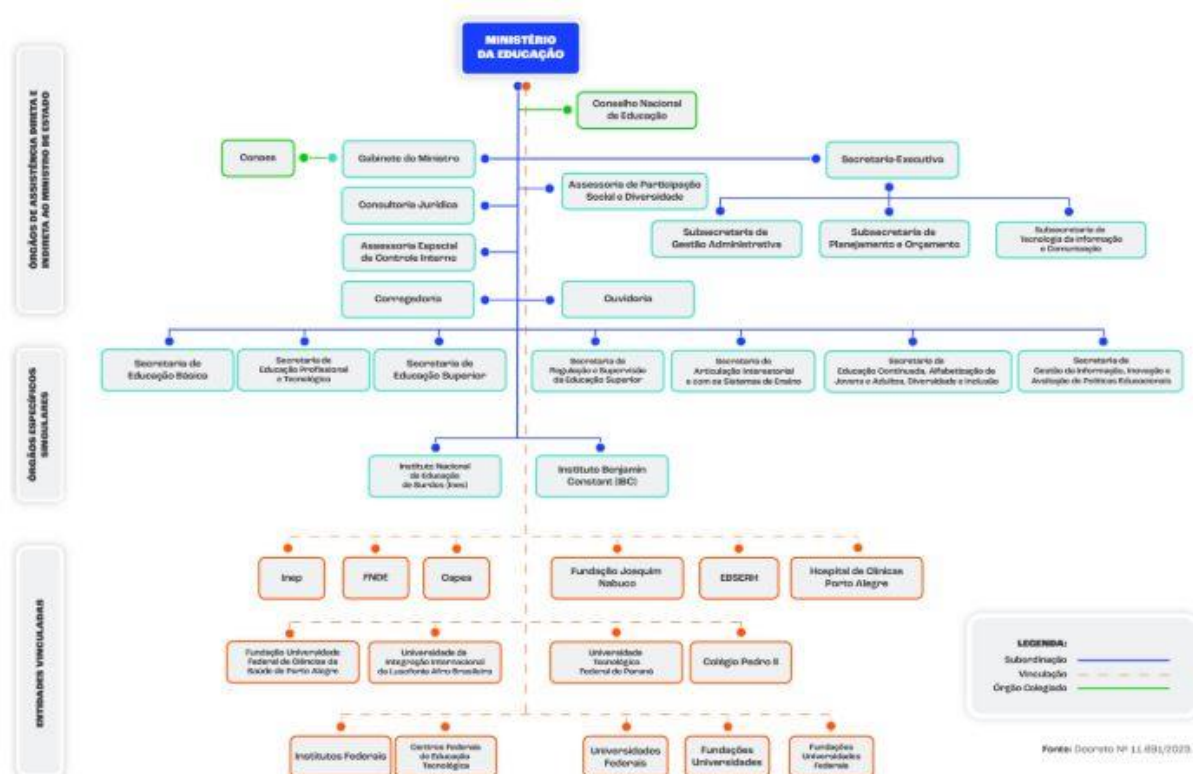 MINISTÉRIO
DA EDUCAÇÃO
ÓRGÃOS DE ASSISTÊNCIA DIRETA E
INDIRETA AO MINISTRO DE ESTADO
Conselho Nacional
de Educação
Conaes
Gabinete do Ministro
Secretaria Executiva
Assessoria de Participação
Social e Diversidade
Consultoria Jurídica
Subsecretaria de
Gestão Administrativa
Subsecretaria de
Planejamento e Orçamento
Subsecretaria de
Tecnologia da Informação
e Comunicação
Assessoria Especial
de Controle Interno
Corregedoria
Ouvidoria
ÓRGÃOS ESPECÍFICOS
SINGULARES
Secretaria de
Educação Básica
Secretaria de
Educação Profissional
e Tecnológica
Secretaria de
Educação Superior
Secretaria de
Regulação e Supervisão
da Educação Superior
Secretaria de
Articulação Intersetorial
e com os Sistemas de Ensino
Secretaria de
Educação Continuada, Alfabetização de
Jovens e Adultos, Diversidade e Inclusão
Secretaria de
Gestão da Informação, Inovação e
Avaliação de Políticas Educacionais
Instituto Nacional
de Educação
de Surdos (Ines)
Instituto Benjamin
Constant (IBC)
ENTIDADES VINCULADAS
Inep
FNDE
Capes
Fundação Joaquim
Nabuco
EBSERH
Hospital de Clínicas
Porto Alegre
Fundação Universidade
Federal de Ciências da
Saúde de Porto Alegre
Universidade da
Integração Internacional
da Lusofonia Afro Brasileira
Universidade
Tecnológica
Federal do Paraná
Colégio Pedro II
Institutos Federais
Centros Federais
de Educação
Tecnológica
Universidades
Federais
Fundações
Universidades
Fundações
Universidades
Federais
LEGENDA:
Subordinação
Vinculação
Órgão Colegiado
Fonte: Decreto Nº 11.691/2023